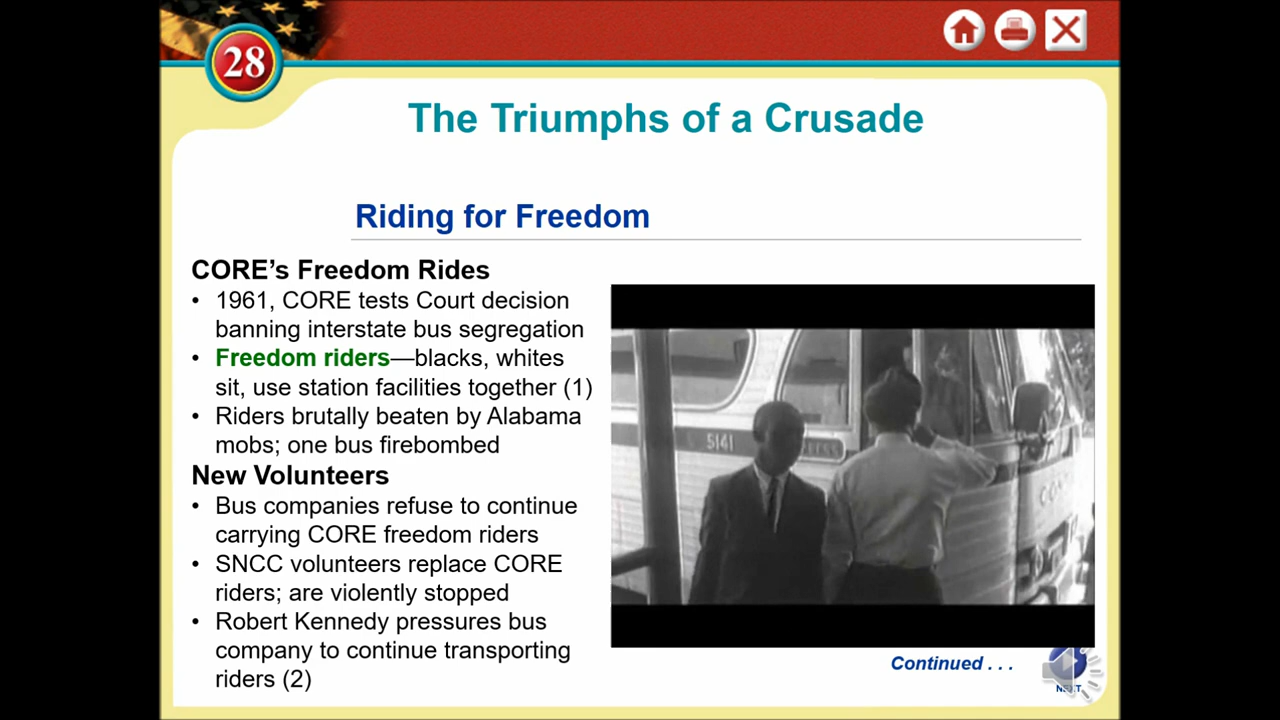 28
The Triumphs of a Crusade
Riding for Freedom
CORE’s Freedom Rides
• 1961, CORE tests Court decision
banning interstate bus segregation
• Freedom riders—blacks, whites
sit, use station facilities together (1)
• Riders brutally beaten by Alabama
mobs; one bus firebombed
New Volunteers
• Bus companies refuse to continue
carrying CORE freedom riders
• SNCC volunteers replace CORE
riders; are violently stopped
• Robert Kennedy pressures bus
company to continue transporting
riders (2)
5141
Continued . . .
NEXT